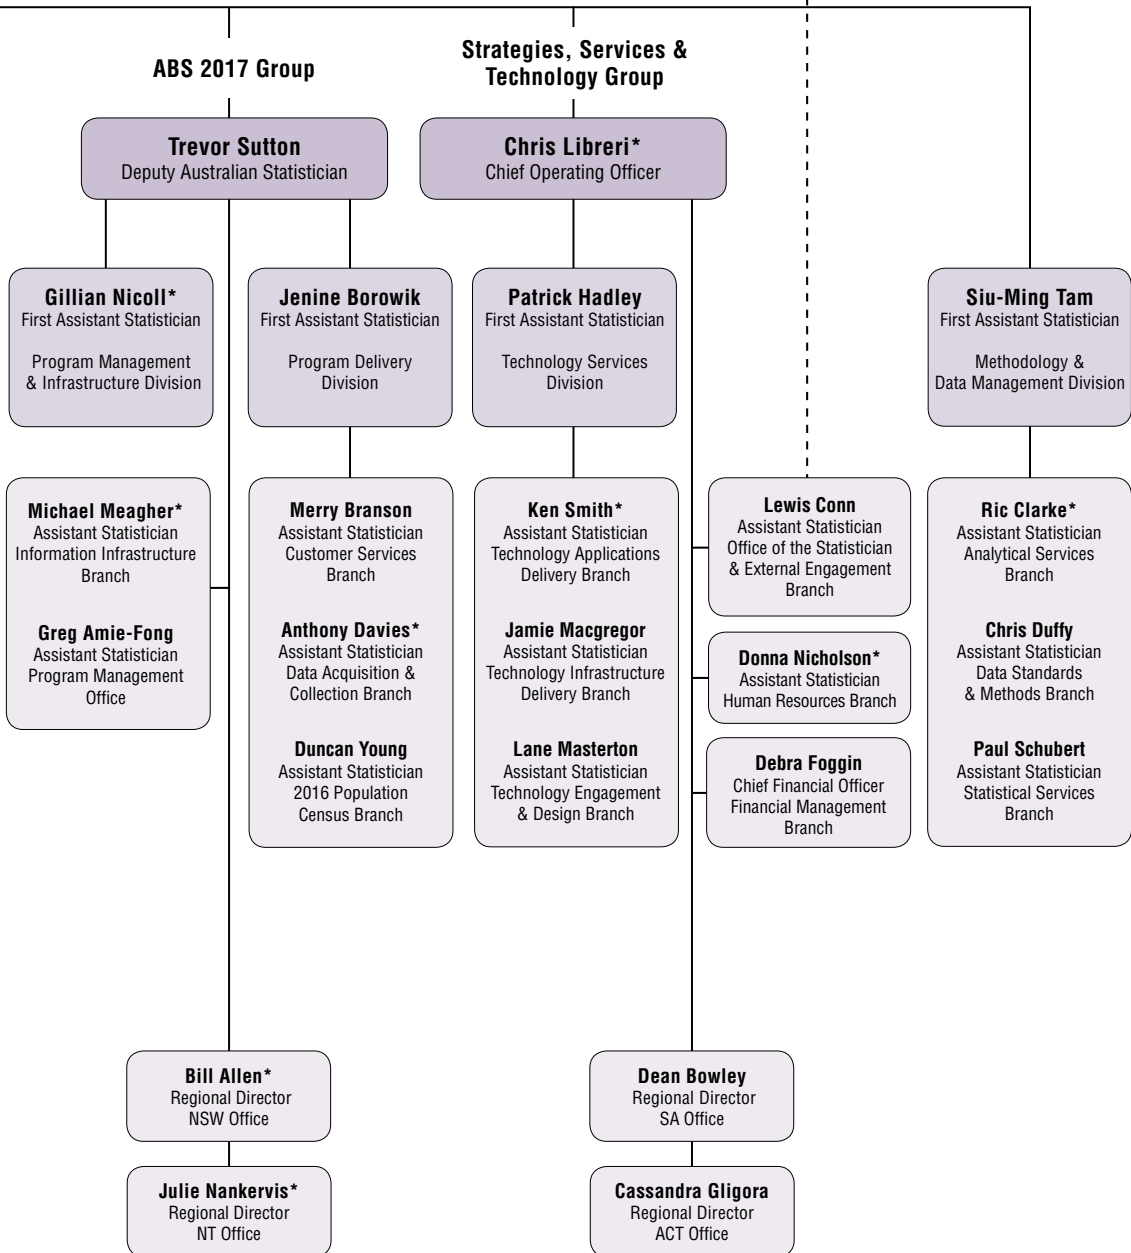 ABS 2017 Group
Strategies, Services &
Technology Group
Trevor Sutton
Deputy Australian Statistician
Chris Libreri*
Chief Operating Officer
Gillian Nicoll*
First Assistant Statistician
Program Management
& Infrastructure Division
Jenine Borowik
First Assistant Statistician
Program Delivery
Division
Patrick Hadley
First Assistant Statistician
Technology Services
Division
Siu-Ming Tam
First Assistant Statistician
Methodology &
Data Management Division
Michael Meagher*
Assistant Statistician
Information Infrastructure
Branch
Greg Amie-Fong
Assistant Statistician
Program Management
Office
Merry Branson
Assistant Statistician
Customer Services
Branch
Anthony Davies*
Assistant Statistician
Data Acquisition &
Collection Branch
Duncan Young
Assistant Statistician
2016 Population
Census Branch
Ken Smith*
Assistant Statistician
Technology Applications
Delivery Branch
Jamie Macgregor
Assistant Statistician
Technology Infrastructure
Delivery Branch
Lane Masterton
Assistant Statistician
Technology Engagement
& Design Branch
Lewis Conn
Assistant Statistician
Office of the Statistician
& External Engagement
Branch
Donna Nicholson*
Assistant Statistician
Human Resources Branch
Debra Foggin
Chief Financial Officer
Financial Management
Branch
Ric Clarke*
Assistant Statistician
Analytical Services
Branch
Chris Duffy
Assistant Statistician
Data Standards
& Methods Branch
Paul Schubert
Assistant Statistician
Statistical Services
Branch
Bill Allen*
Regional Director
NSW Office
Julie Nankervis*
Regional Director
NT Office
Dean Bowley
Regional Director
SA Office
Cassandra Gligora
Regional Director
ACT Office